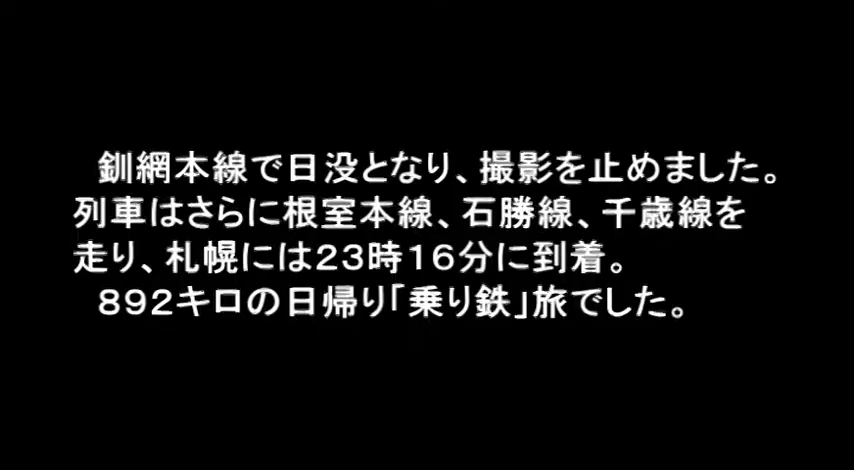 釧網本線で日没となり、撮影を止めました。
列車はさらに根室本線、石勝線、千歳線を
走り、札幌には２３時１６分に到着。
８９２キロの日帰り「乗り鉄」旅でした。